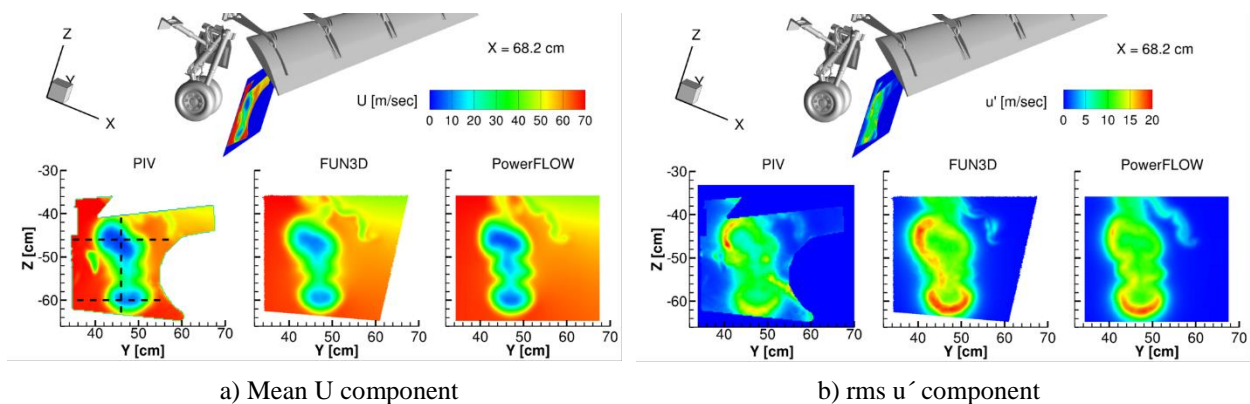 Z
Y
X
X = 68.2 cm
U [m/sec]
0 10 20 30 40 50 60 70
PIV FUN3D PowerFLOW
-30
-40
-50
-60
Z [cm]
40 50 60 70 40 50 60 70 40 50 60 70
Y [cm] Y [cm] Y [cm]
a) Mean U component
Z
Y
X
X = 68.2 cm
u' [m/sec]
0 5 10 15 20
PIV FUN3D PowerFLOW
-30
-40
-50
-60
Z [cm]
40 50 60 70 40 50 60 70 40 50 60 70
Y [cm] Y [cm] Y [cm]
b) rms u´ component